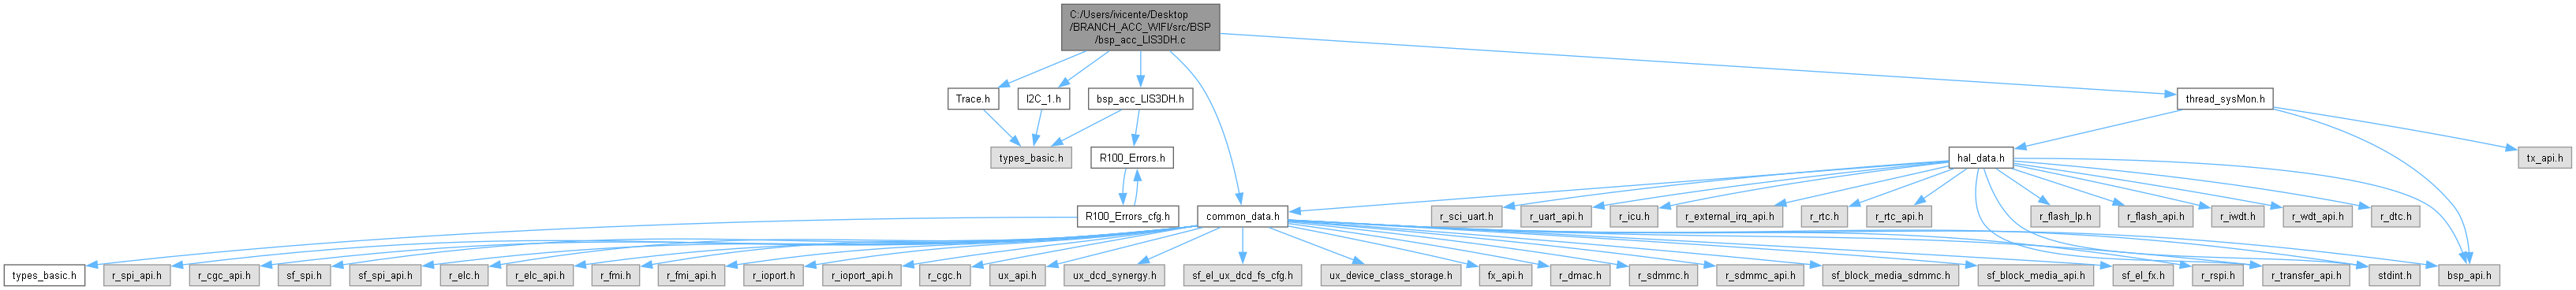 C:/Users/ivicente/Desktop
/BRANCH_ACC_WIFI/src/BSP
/bsp_acc_LIS3DH.c
Trace.h
I2C_1.h
bsp_acc_LIS3DH.h
thread_sysMon.h
types_basic.h
R100_Errors.h
hal_data.h
tx_api.h
R100_Errors_cfg.h
common_data.h
r_sci_uart.h
r_uart_api.h
r_icu.h
r_external_irq_api.h
r_rtc.h
r_rtc_api.h
r_flash_lp.h
r_flash_api.h
r_iwdt.h
r_wdt_api.h
r_dtc.h
types_basic.h
r_spi_api.h
r_cgc_api.h
sf_spi.h
sf_spi_api.h
r_elc.h
r_elc_api.h
r_fmi.h
r_fmi_api.h
r_ioport.h
r_ioport_api.h
r_cgc.h
ux_api.h
ux_dcd_synergy.h
sf_el_ux_dcd_fs_cfg.h
ux_device_class_storage.h
fx_api.h
r_dmac.h
r_sdmmc.h
r_sdmmc_api.h
sf_block_media_sdmmc.h
sf_block_media_api.h
sf_el_fx.h
r_rspi.h
r_transfer_api.h
stdint.h
bsp_api.h